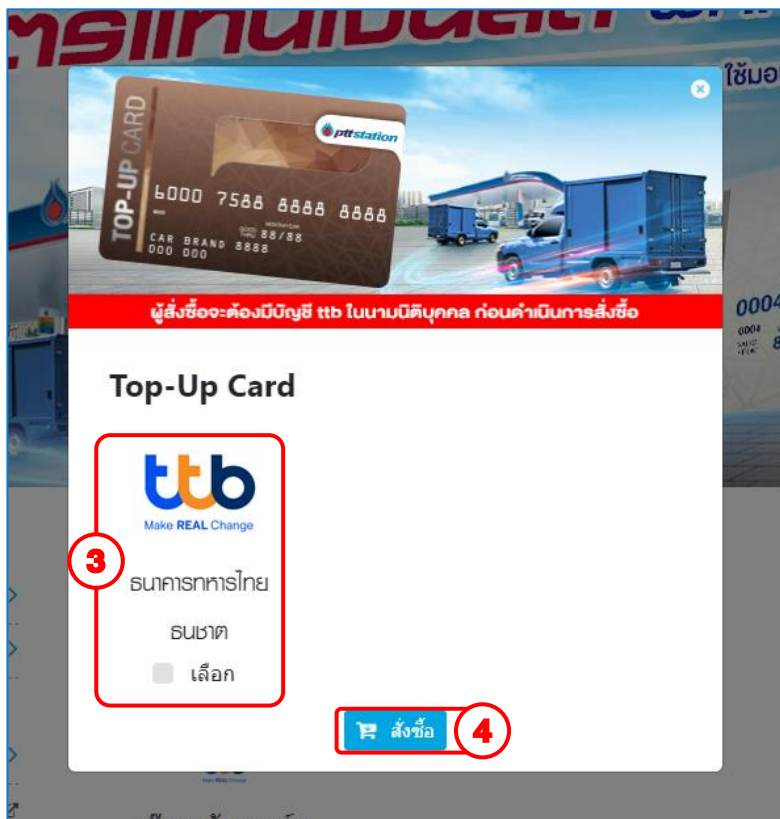 ใช้มอ
TOP-UP CARD
pttstation
6000 7588 8888 8888
88/88
CAR BRAND 8888
000 000
ผู้สั่งซื้อจะต้องมีบัญชี ttb ในนามนิติบุคคล ก่อนดำเนินการสั่งซื้อ
0004
0004
Top-Up Card
ttb
Make REAL Change
3
ธนาคารทหารไทย
ธนชาต
เลือก
สั่งซื้อ
4